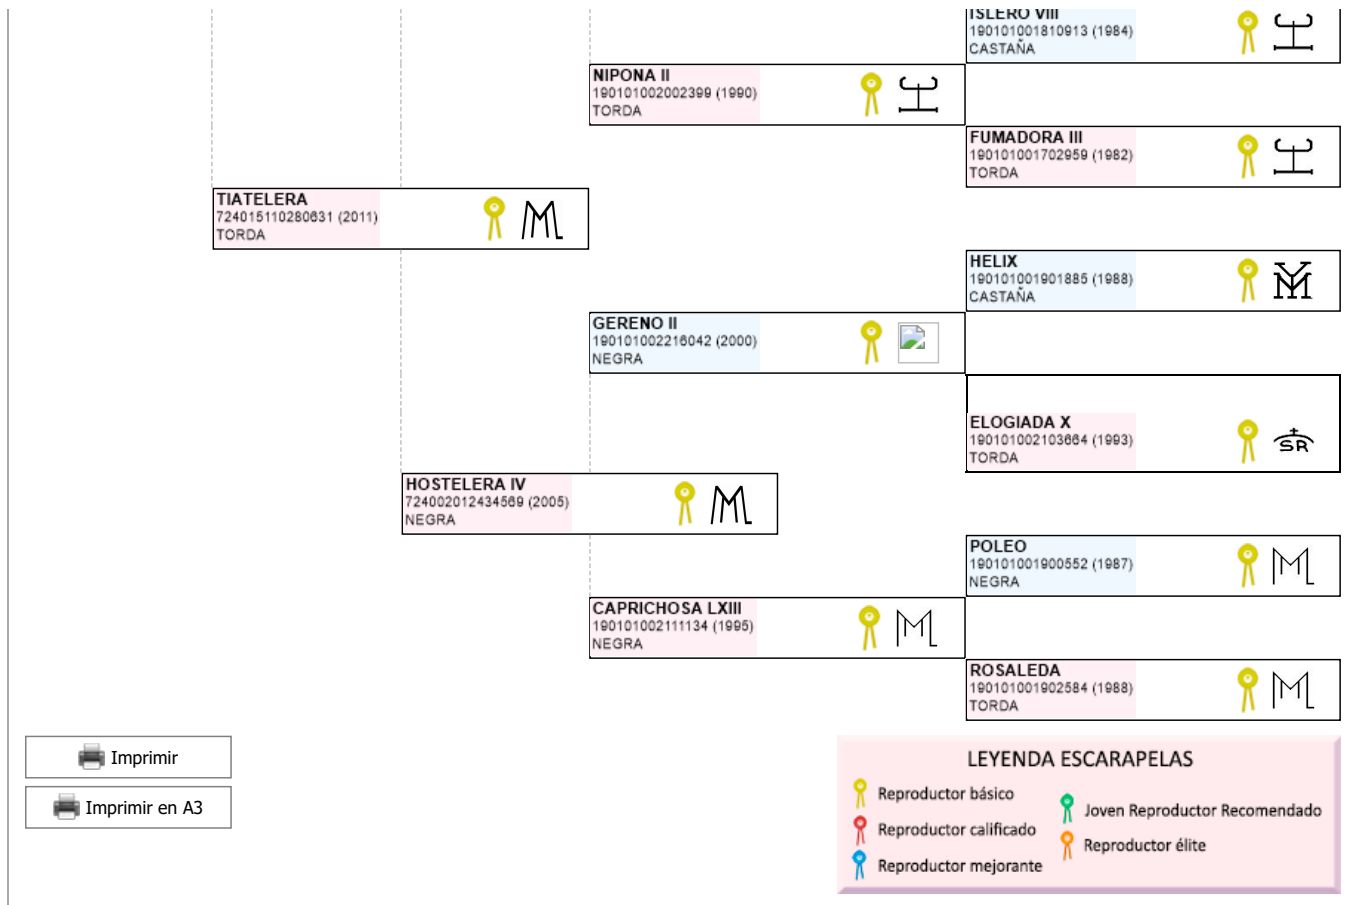 ISLERO VIII
190101001810913 (1984)
CASTAÑA
NIPONA II
190101002002399 (1990)
TORDA
FUMADORA III
190101001702959 (1982)
TORDA
TIATELERA
724015110280631 (2011)
TORDA
HELIX
190101001901885 (1988)
CASTAÑA
GERENO II
190101002216042 (2000)
NEGRA
ELOGIADA X
190101002103664 (1993)
TORDA
SR
HOSTELERA IV
724002012434569 (2005)
NEGRA
POLEO
190101001900552 (1987)
NEGRA
CAPRICHOSA LXIII
190101002111134 (1995)
NEGRA
ROSALEDA
190101001902584 (1988)
TORDA
Imprimir
Imprimir en A3
LEYENDA ESCARAPELAS
Reproductor básico
Reproductor calificado
Reproductor mejorante
Joven Reproductor Recomendado
Reproductor élite